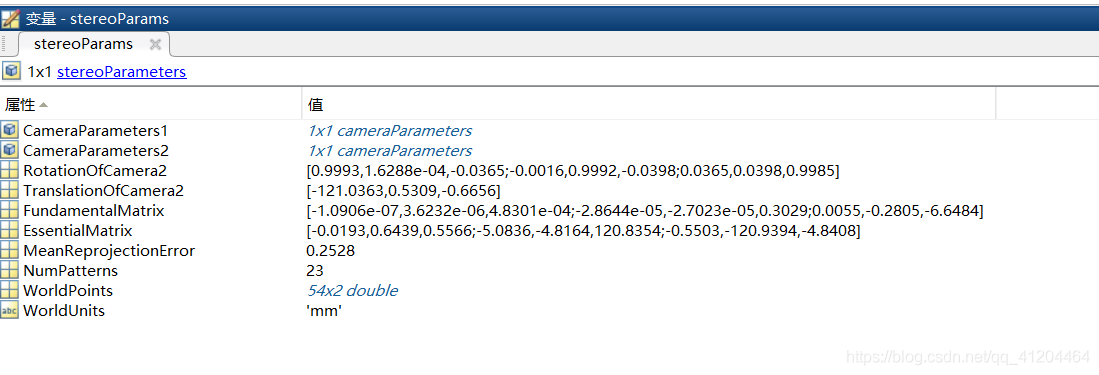 变量 - stereoParams
stereoParams
1x1 stereoParameters
属性 值
CameraParameters1 1x1 cameraParameters
CameraParameters2 1x1 cameraParameters
RotationOfCamera2 [0.9993,1.6288e-04,-0.0365;-0.0016,0.9992,-0.0398;0.0365,0.0398,0.9985]
TranslationOfCamera2 [-121.0363,0.5309,-0.6656]
FundamentalMatrix [-1.0906e-07,3.6232e-06,4.8301e-04;-2.8644e-05,-2.7023e-05,0.3029;0.0055,-0.2805,-6.6484]
EssentialMatrix [-0.0193,0.6439,0.5566;-5.0836,-4.8164,120.8354;-0.5503,-120.9394,-4.8408]
MeanReprojectionError 0.2528
NumPatterns 23
WorldPoints 54x2 double
abc WorldUnits 'mm'
https://blog.csdn.net/qq_41204464